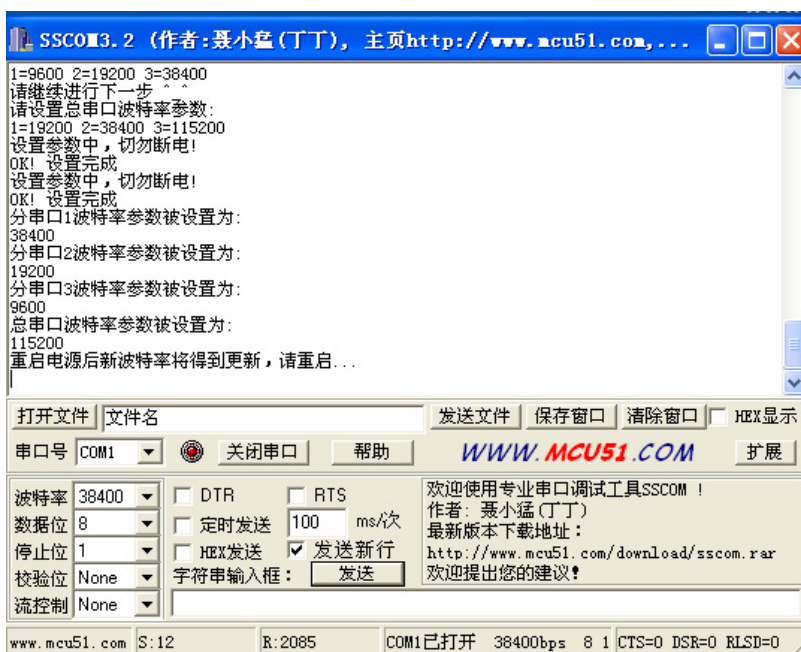 SSCOM3.2 (作者:聂小猛(丁丁), 主页http://www.mcu51.com,...
1=9600 2=19200 3=38400
请继续进行下一步 ^_^
请设置总串口波特率参数:
1=19200 2=38400 3=115200
设置参数中，切勿断电!
OK! 设置完成
设置参数中，切勿断电!
OK! 设置完成
分串口1波特率参数被设置为:
38400
分串口2波特率参数被设置为:
19200
分串口3波特率参数被设置为:
9600
总串口波特率参数被设置为:
115200
重启电源后新波特率将得到更新，请重启...
打开文件 文件名 发送文件 保存窗口 清除窗口 HEX显示
串口号 COM1 关闭串口 帮助 WWW.MCU51.COM 扩展
波特率 38400 DTR RTS
数据位 8 定时发送 100 ms/次
停止位 1 HEX发送 发送新行
校验位 None 字符串输入框： 发送
流控制 None
欢迎使用专业串口调试工具SSCOM !
作者: 聂小猛(丁丁)
最新版本下载地址：
http://www.mcu51.com/download/sscom.rar
欢迎提出您的建议!
www.mcu51.com S:12 R:2085 COM1已打开 38400bps 8 1 CTS=0 DSR=0 RLSD=0